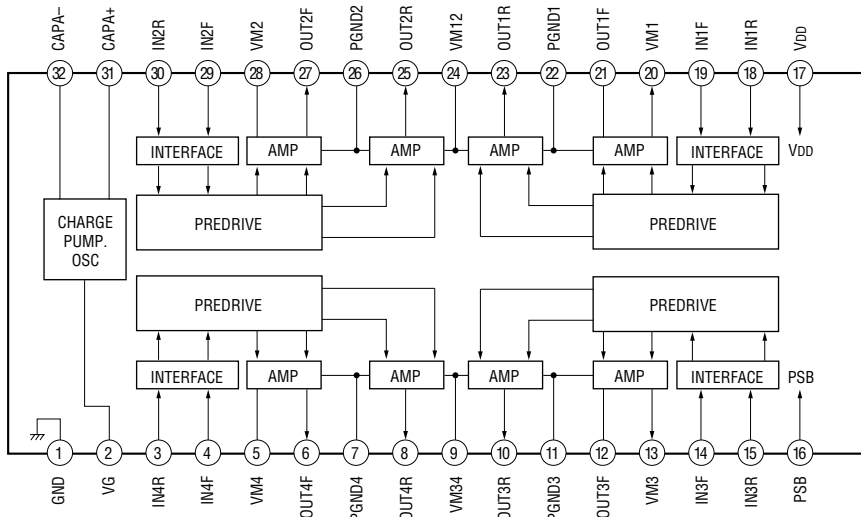 CAPA–
CAPA+
IN2R
IN2F
VM2
OUT2F
PGND2
OUT2R
VM12
OUT1R
PGND1
OUT1F
VM1
IN1F
IN1R
VDD
32
31
30
29
28
27
26
25
24
23
22
21
20
19
18
17
INTERFACE
AMP
AMP
AMP
AMP
INTERFACE
VDD
CHARGE
PUMP.
OSC
PREDRIVE
PREDRIVE
PREDRIVE
PREDRIVE
INTERFACE
AMP
AMP
AMP
AMP
INTERFACE
PSB
1
2
3
4
5
6
7
8
9
10
11
12
13
14
15
16
GND
VG
IN4R
IN4F
VM4
OUT4F
PGND4
OUT4R
VM34
OUT3R
PGND3
OUT3F
VM3
IN3F
IN3R
PSB